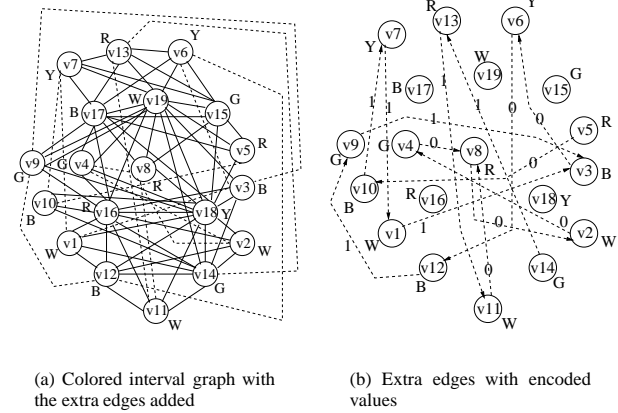 R
v13
Y
v6
v7
Y
W
v19
G
v15
B
v17
R
v5
v9
G
G
v4
v8
R
v3
B
v10
B
R
v16
v18
Y
v1
W
v2
W
v12
B
v14
G
v11
W
(a) Colored interval graph with
the extra edges added
R
v13
Y
v6
v7
Y
W
v19
G
v15
B
v17
1
1
1
1
0
0
R
v5
v9
G
G
v4
0
v8
R
0
v3
B
v10
B
R
v16
v18
Y
v1
W
1
0
0
v2
W
1
v12
B
0
v14
G
v11
W
(b) Extra edges with encoded
values